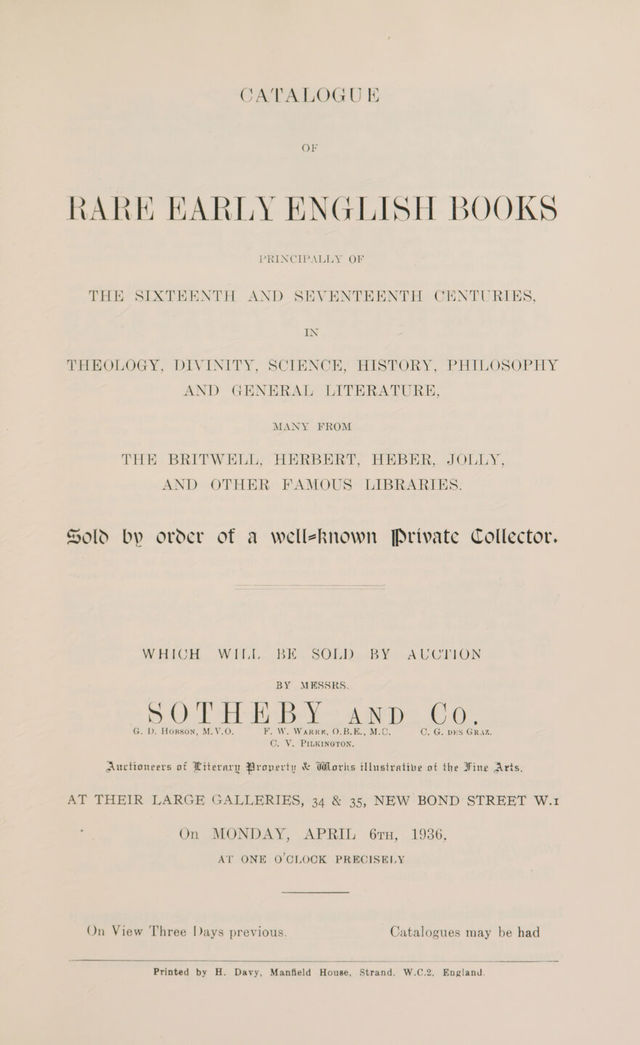 CATALOGUE
OF
RARE EARLY ENGLISH BOOKS
PRINCIPALLY OF
THE SIXTEENTH AND SEVENTEENTH CENTURIES,
IN
THEOLOGY, DIVINITY, SCIENCE, HISTORY, PHILOSOPHY
AND GENERAL LITERATURE,
MANY FROM
THE BRITWELL, HERBERT, HEBER, JOLLY,
AND OTHER FAMOUS LIBRARIES.
Sold by order of a well-known Private Collector.
WHICH WILL BE SOLD BY AUCTION
BY MESSRS.
SOTHEBY AND CO.
G. D. HOBSON, M.V.O. F. W. WARRE, O.B.E., M.C. C. G. DES GRAZ.
C. V. PILKINGTON.
Auctioneers of Literary Property & Works illustrative of the Fine Arts,
AT THEIR LARGE GALLERIES, 34 & 35, NEW BOND STREET W.1
On MONDAY, APRIL 6TH, 1936,
AT ONE O'CLOCK PRECISELY
On View Three Days previous. Catalogues may be had
Printed by H. Davy, Manfield House, Strand, W.C.2, England.